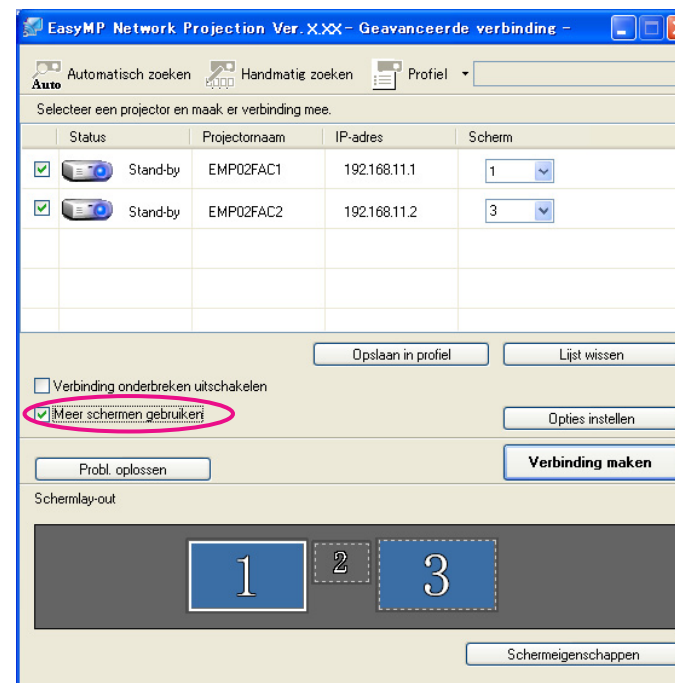 EasyMP Network Projection Ver.X.XX- Geavanceerde verbinding -
Auto Automatisch zoeken Handmatig zoeken Profiel
Selecteer een projector en maak er verbinding mee.
Status Projectornaam IP-adres Scherm
Stand-by EMP02FAC1 192.168.11.1 1
Stand-by EMP02FAC2 192.168.11.2 3
Opslaan in profiel Lijst wissen
Verbinding onderbreken uitschakelen
Meer schermen gebruiken
Opties instellen
Probl. oplossen Verbinding maken
Schermlay-out
1 2 3
Schermeigenschappen